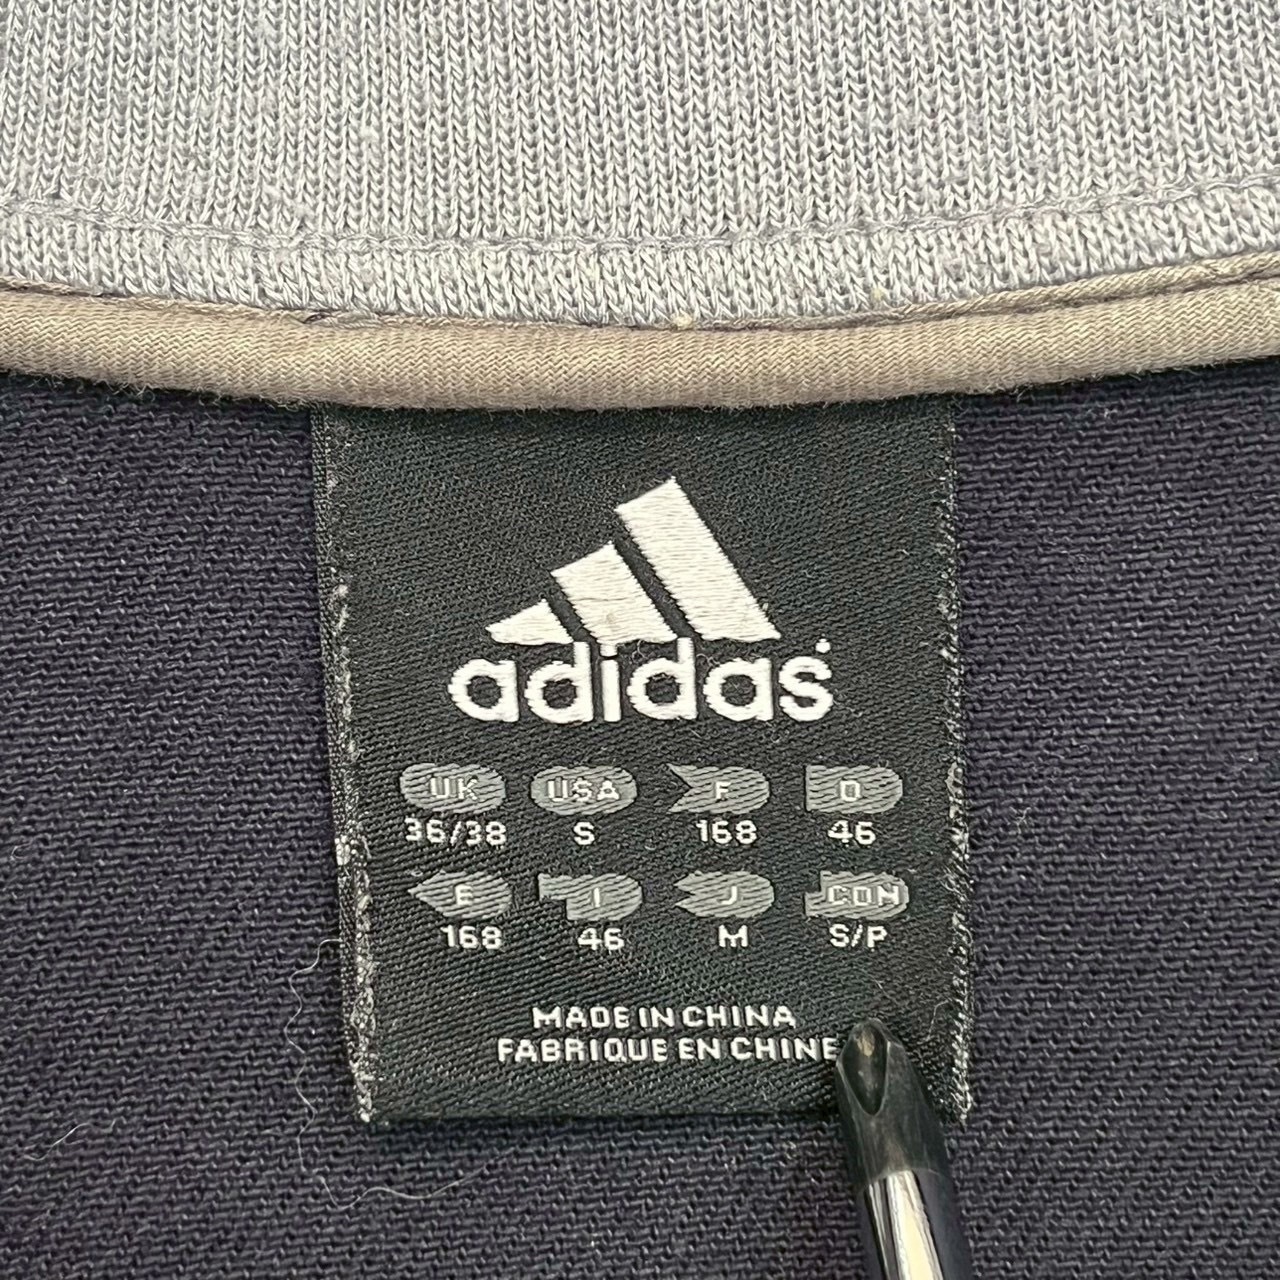 adidas
UK USA F D
36/38 S 168 46
E I J CDN
168 46 M S/P
MADE IN CHINA
FABRIQUE EN CHINE